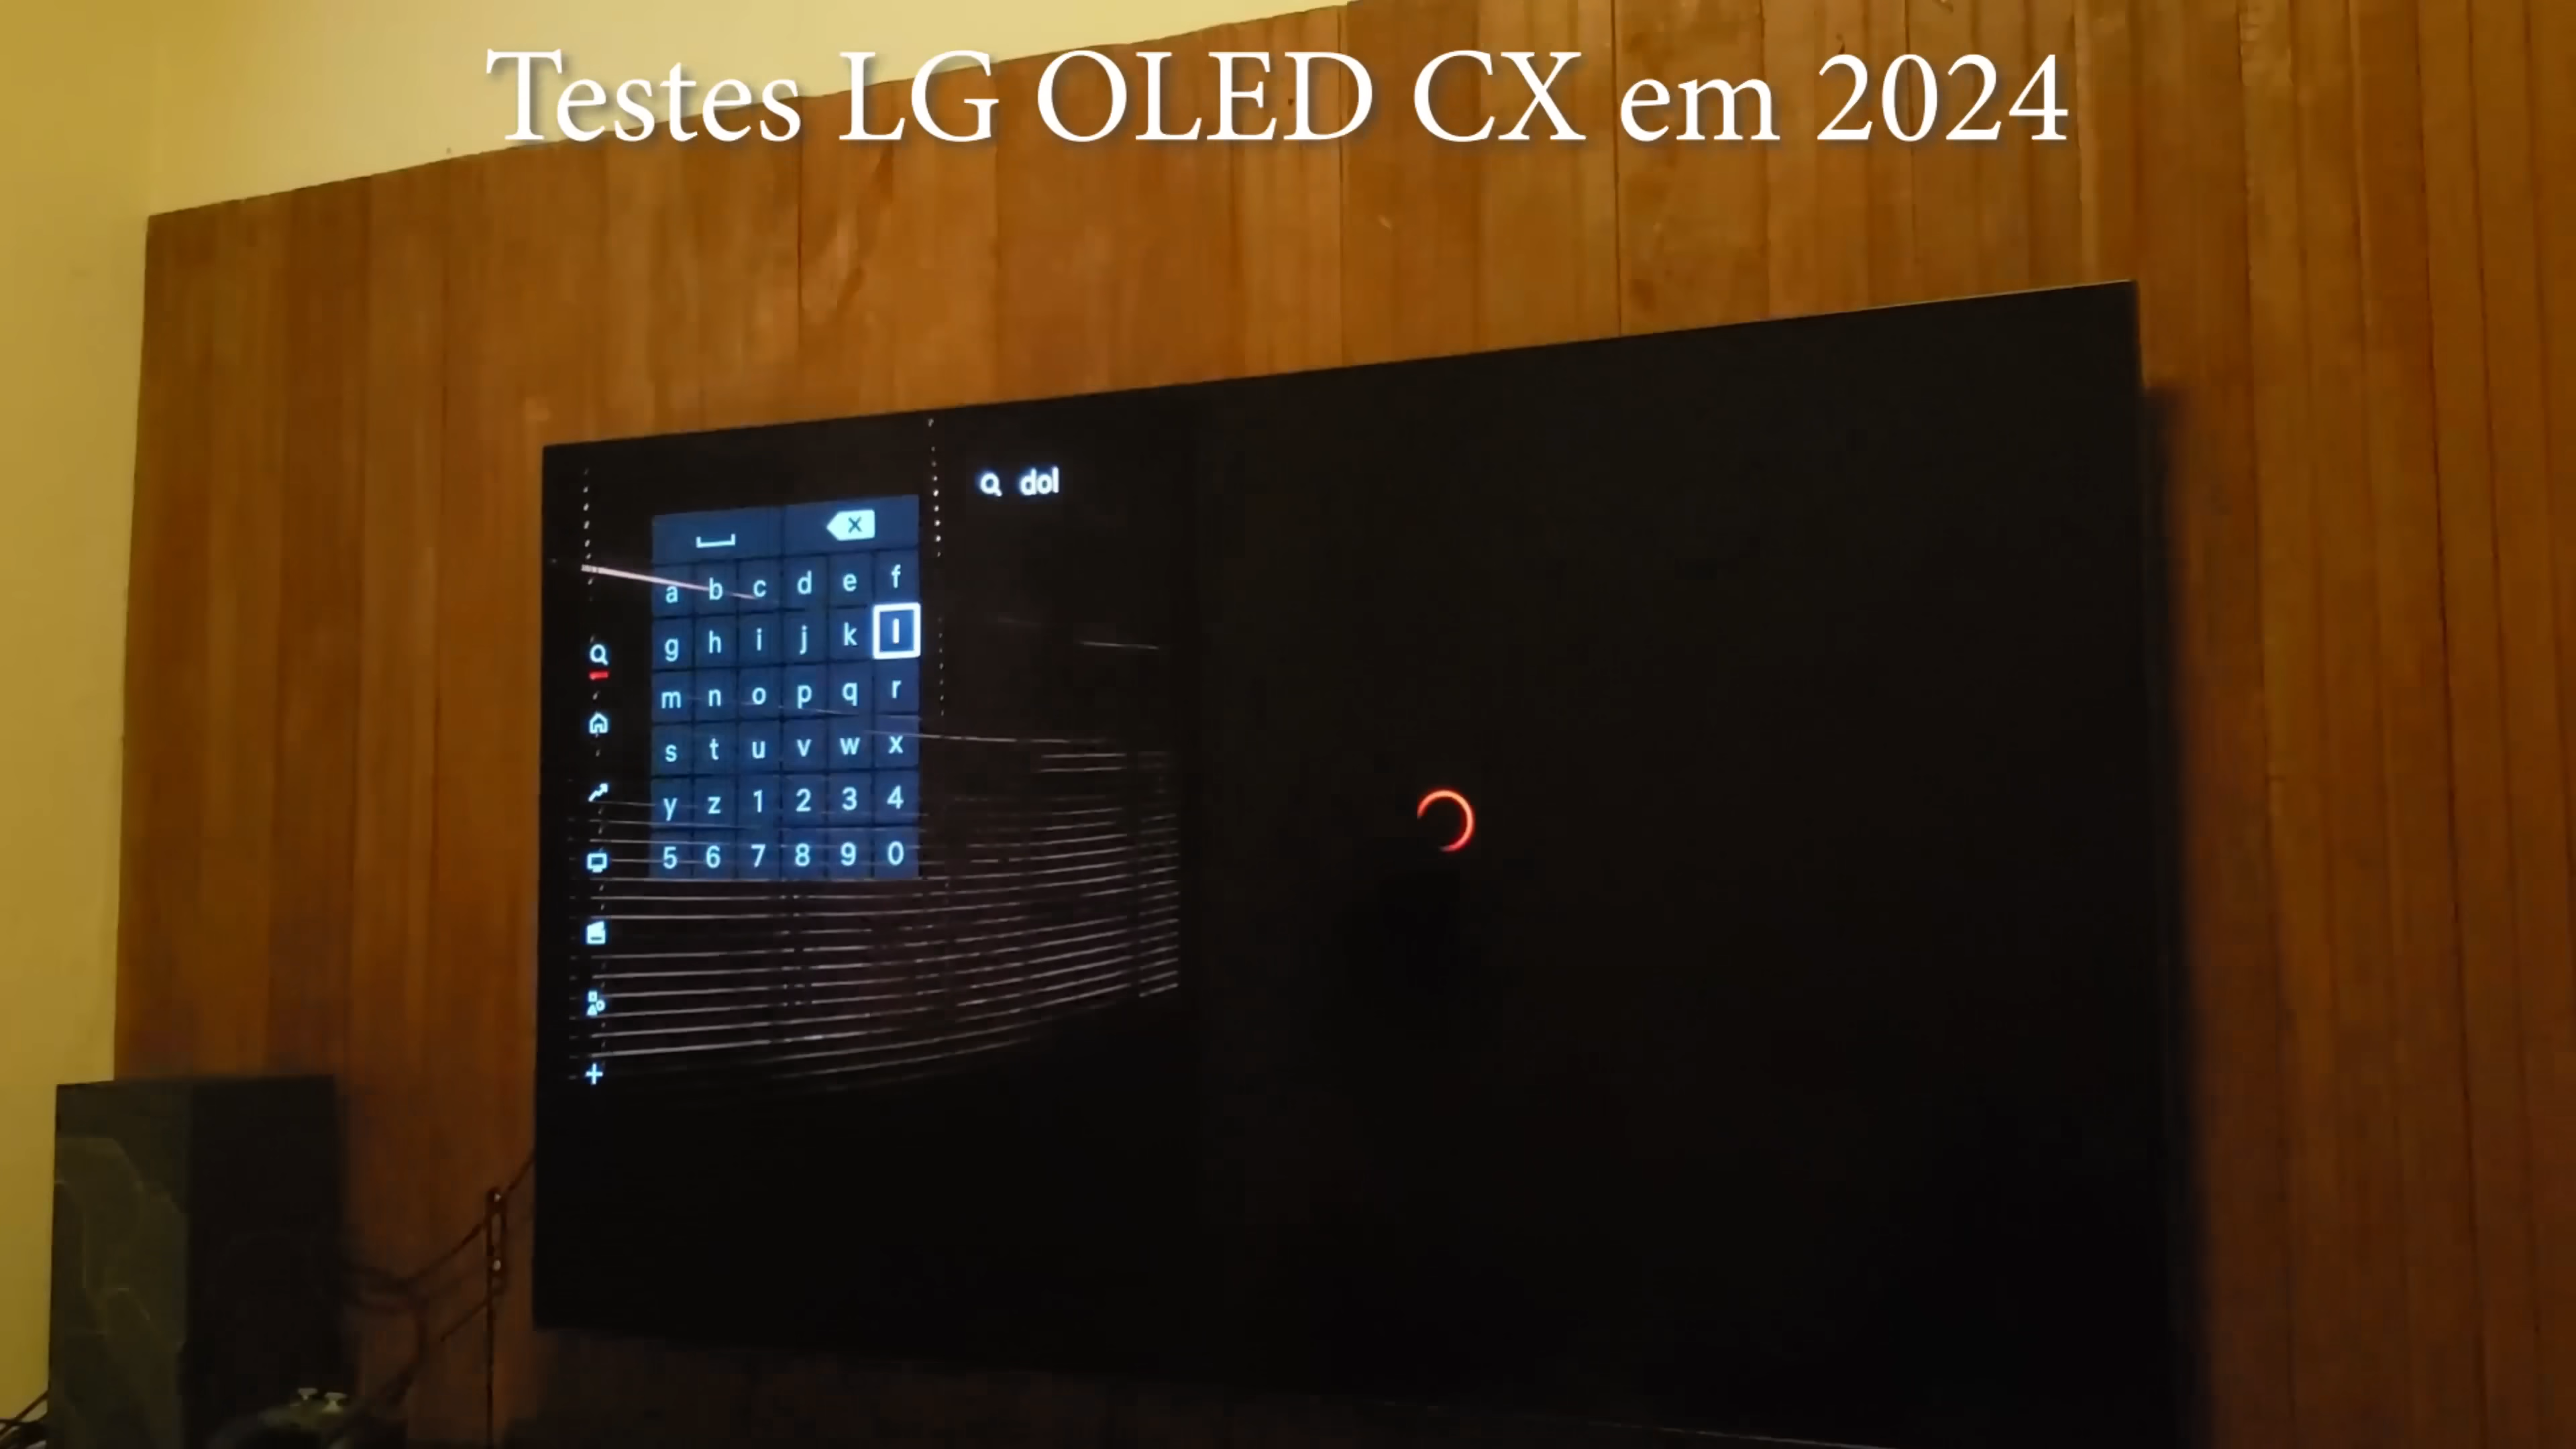 Testes LG OLED CX em 2024
dol
a b c d e f
g h i j k l
m n o p q r
s t u v w x
y z 1 2 3 4
5 6 7 8 9 0